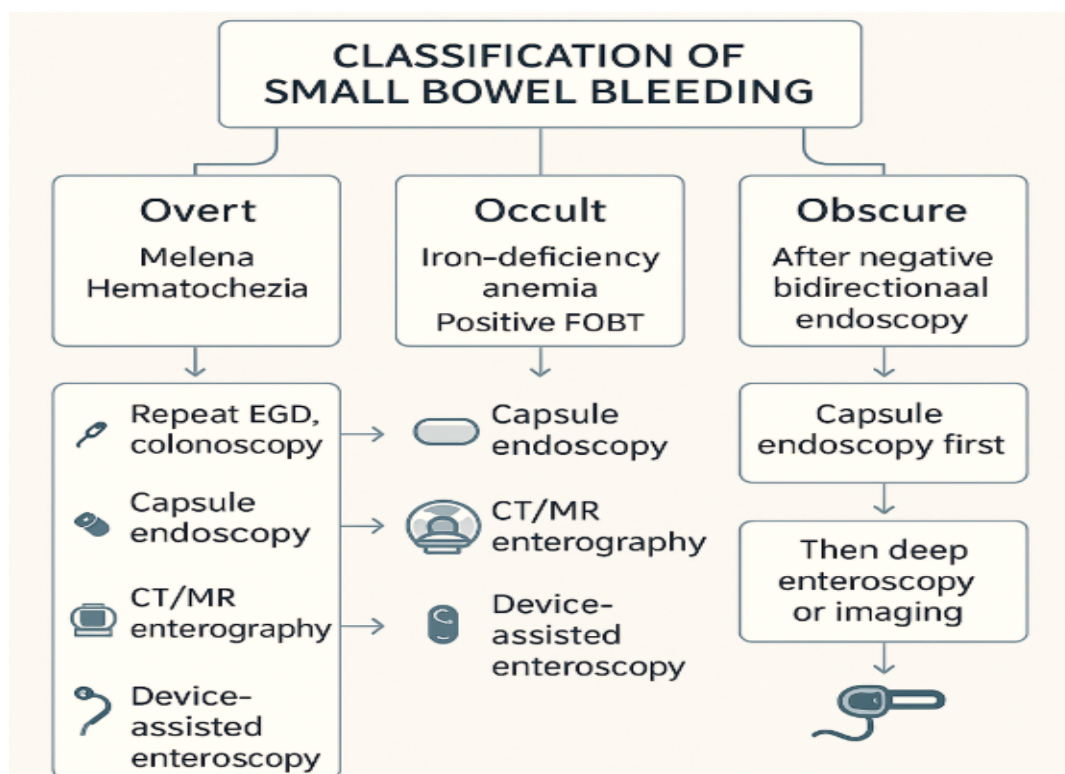 CLASSIFICATION OF
SMALL BOWEL BLEEDING
Overt
Melena
Hematochezia
Repeat EGD,
colonoscopy
Capsule
endoscopy
CT/MR
enterography
Device-
assisted
enteroscopy
Occult
Iron-deficiency
anemia
Positive FOBT
Capsule
endoscopy
CT/MR
enterography
Device-
assisted
enteroscopy
Obscure
After negative
bidirectionaal
endoscopy
Capsule
endoscopy first
Then deep
enteroscopy
or imaging